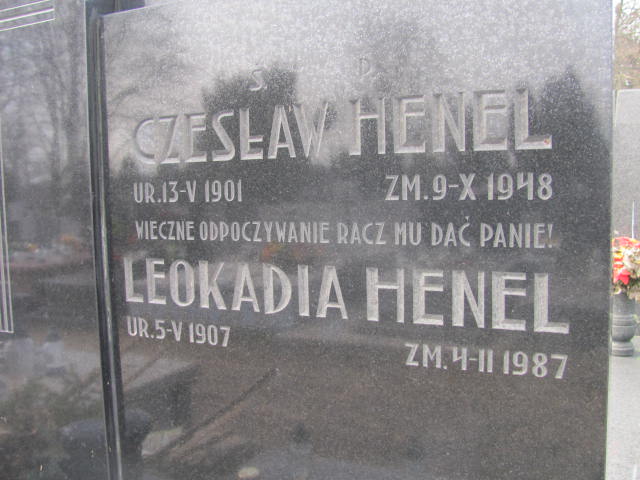 Ś. P.
CZESŁAW HENEL
UR. 13-V 1901 ZM. 9-X 1948
WIECZNE ODPOCZYWANIE RACZ MU DAĆ PANIE!
LEOKADIA HENEL
UR. 5-V 1907 ZM. 4-II 1987